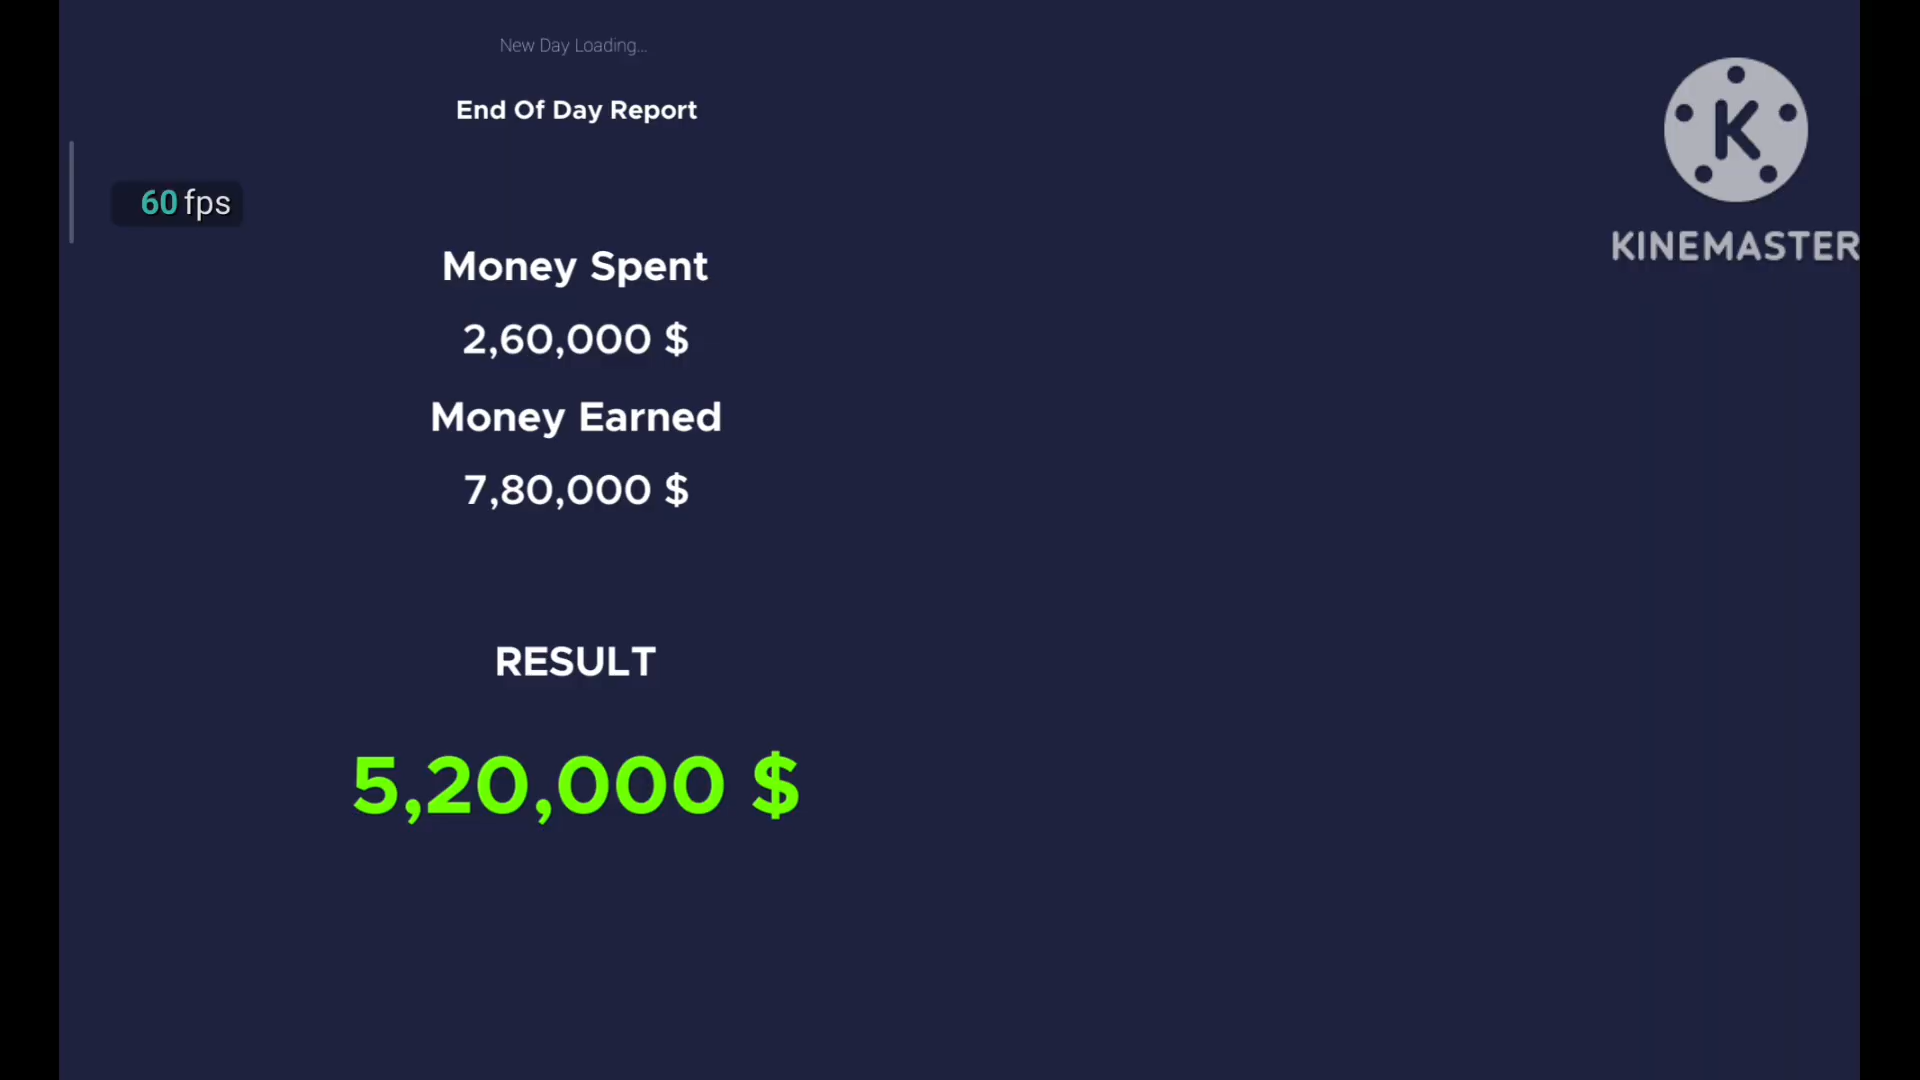 New Day Loading...
End Of Day Report
60 fps
K
KINEMASTER
Money Spent
2,60,000 $
Money Earned
7,80,000 $
RESULT
5,20,000 $